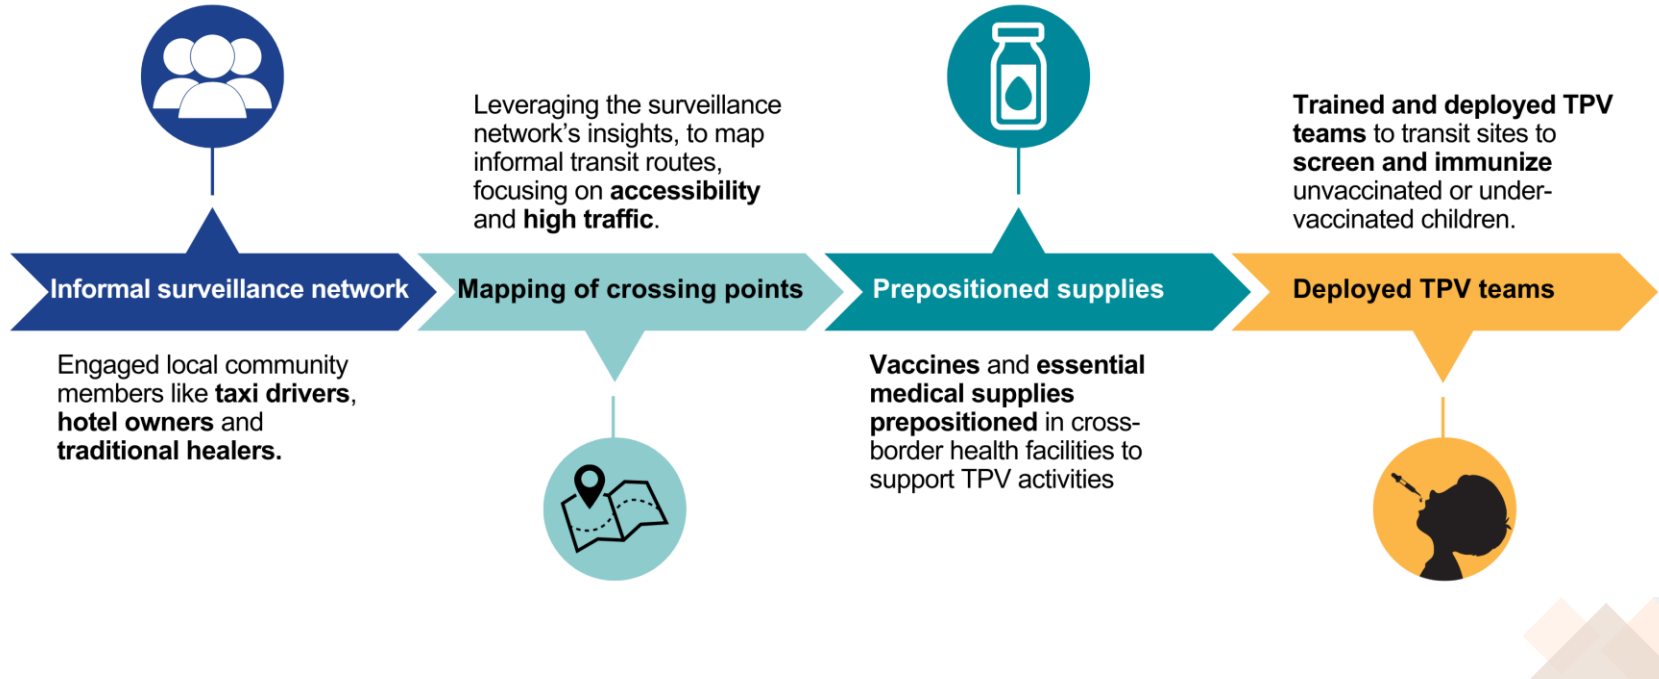 Informal surveillance network
Engaged local community
members like taxi drivers,
hotel owners and
traditional healers.
Leveraging the surveillance
network’s insights, to map
informal transit routes,
focusing on accessibility
and high traffic.
Mapping of crossing points
Prepositioned supplies
Vaccines and essential
medical supplies
prepositioned in cross-
border health facilities to
support TPV activities
Trained and deployed TPV
teams to transit sites to
screen and immunize
unvaccinated or under-
vaccinated children.
Deployed TPV teams